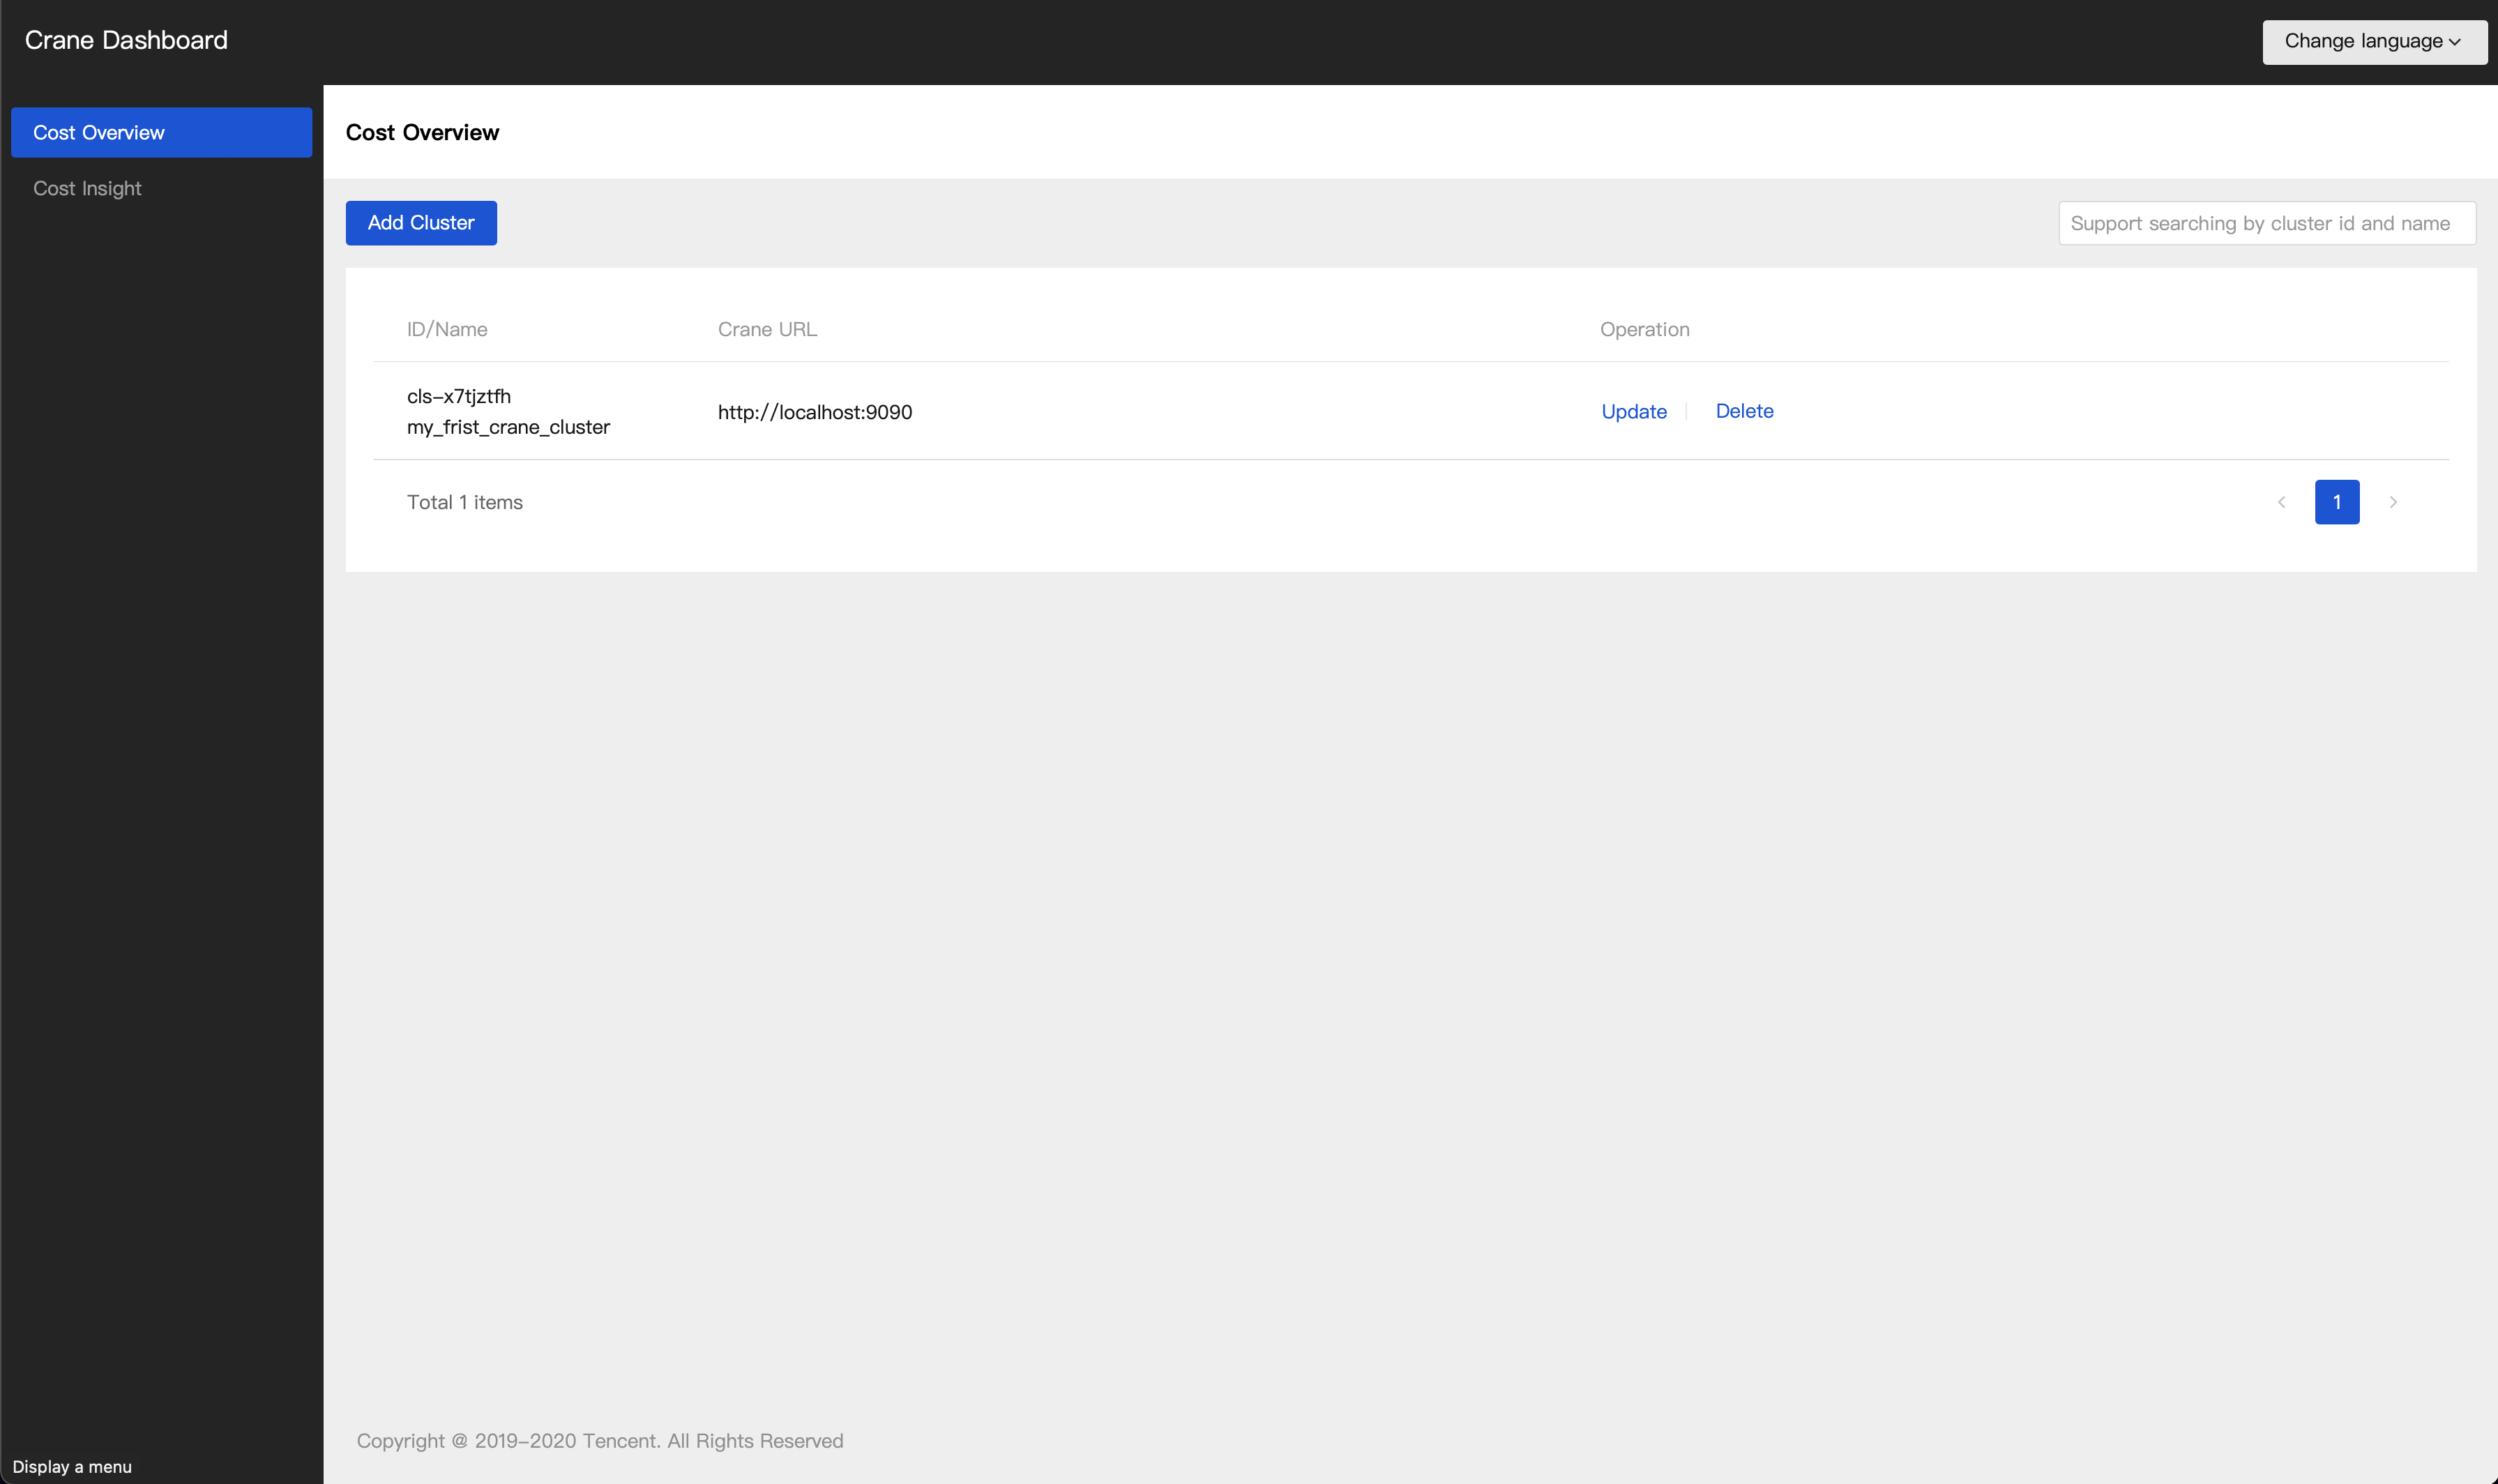 Crane Dashboard
Change language
Cost Overview
Cost Insight
Cost Overview
Add Cluster
Support searching by cluster id and name
ID/Name Crane URL Operation
cls-x7tjztfh
my_frist_crane_cluster
http://localhost:9090
Update Delete
Total 1 items
1
Copyright @ 2019-2020 Tencent. All Rights Reserved
Display a menu